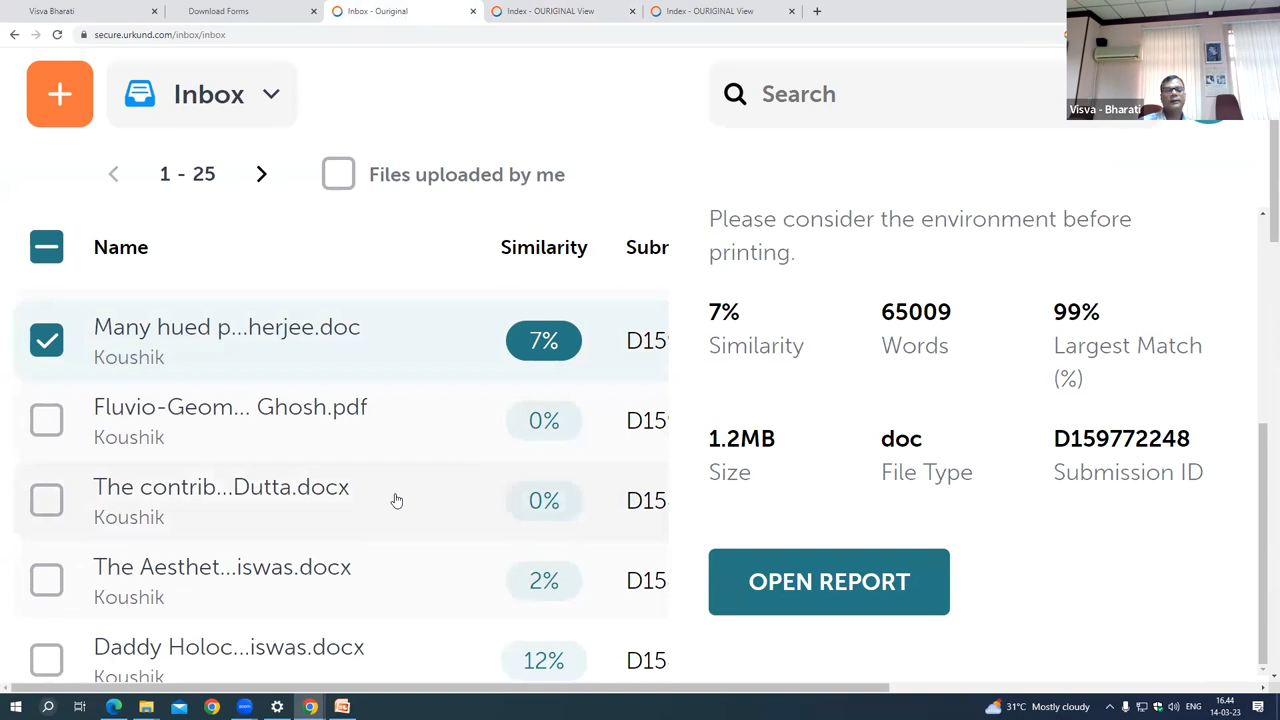 Visva Bharati
Download Forms
Inbox - Ouriginal
Index - OURIGINAL View
Index - OURIGINAL View
secure.urkund.com/inbox/inbox
Inbox
Search
Visva - Bharati
1 - 25
Files uploaded by me
Name
Similarity
Subr
Many hued p...herjee.doc
Koushik
7%
D15
Fluvio-Geom... Ghosh.pdf
Koushik
0%
D15
The contrib...Dutta.docx
Koushik
0%
D15
The Aesthet...iswas.docx
Koushik
2%
D15
Daddy Holoc...iswas.docx
Koushik
12%
D15
Please consider the environment before
printing.
7%
Similarity
65009
Words
99%
Largest Match
(%)
1.2MB
Size
doc
File Type
D159772248
Submission ID
OPEN REPORT
31°C Mostly cloudy
ENG
16.44
14-03-23